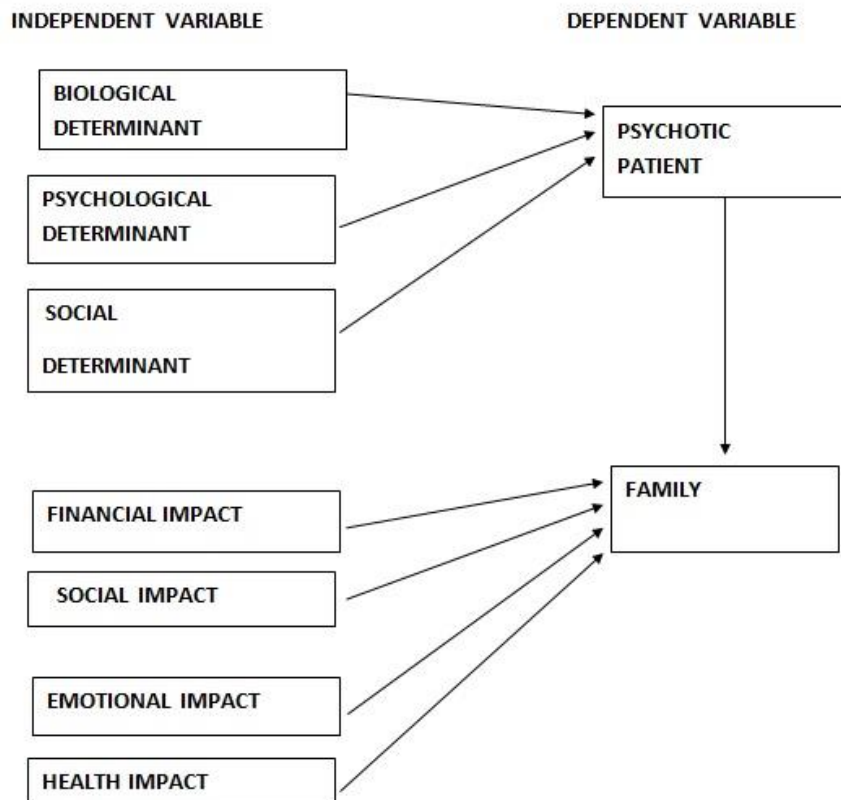 INDEPENDENT VARIABLE
DEPENDENT VARIABLE
BIOLOGICAL
DETERMINANT
PSYCHOTIC
PATIENT
PSYCHOLOGICAL
DETERMINANT
SOCIAL
DETERMINANT
FINANCIAL IMPACT
FAMILY
SOCIAL IMPACT
EMOTIONAL IMPACT
HEALTH IMPACT